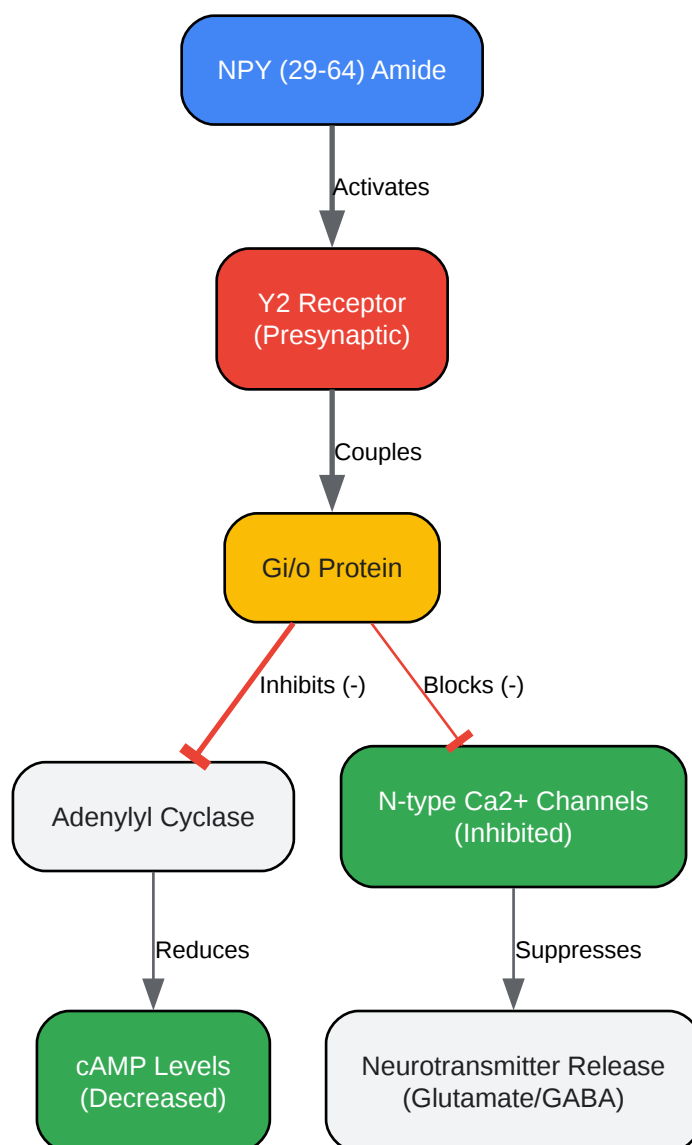 NPY (29-64) Amide
Activates
Y2 Receptor
(Presynaptic)
Couples
Gi/o Protein
Inhibits (-)
Blocks (-)
Adenylyl Cyclase
N-type Ca2+ Channels
(Inhibited)
Reduces
Suppresses
cAMP Levels
(Decreased)
Neurotransmitter Release
(Glutamate/GABA)